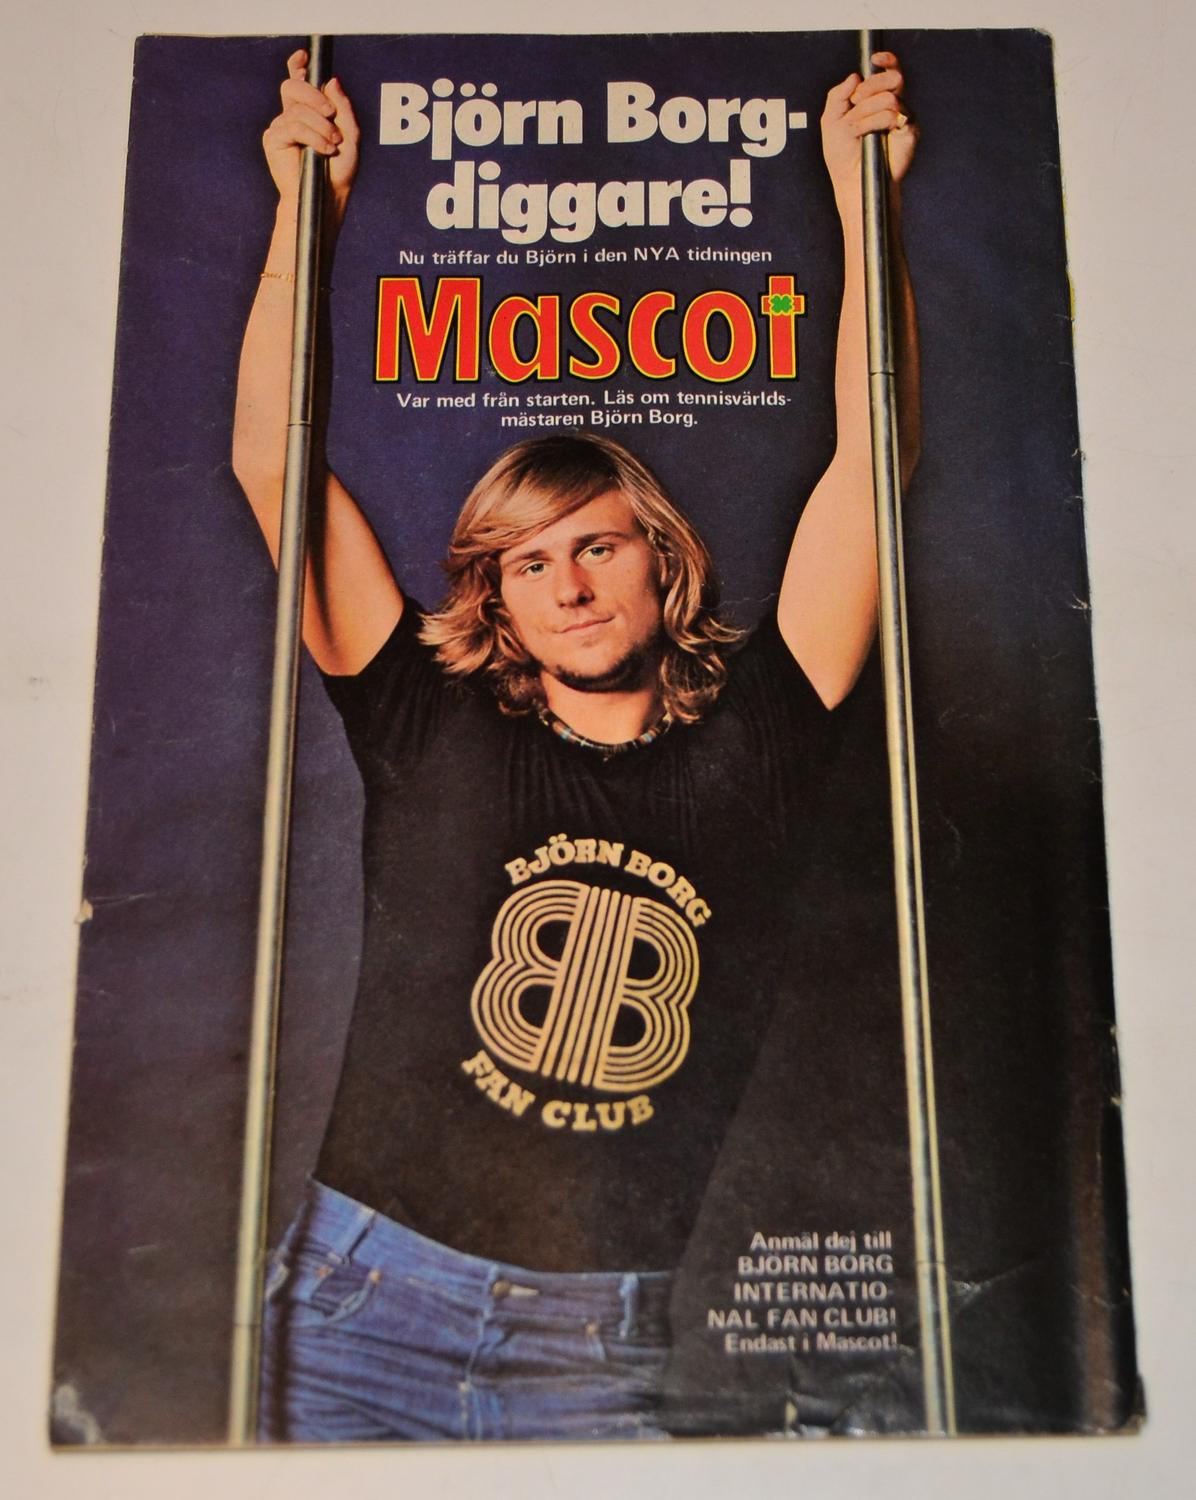 Björn Borg-
diggare!
Nu träffar du Björn i den NYA tidningen
Mascot
Var med från starten. Läs om tennisvärlds-
mästaren Björn Borg.
BJÖRN BORG
BB
FAN CLUB
Anmäl dej till
BJÖRN BORG
INTERNATIO-
NAL FAN CLUB!
Endast i Mascot!